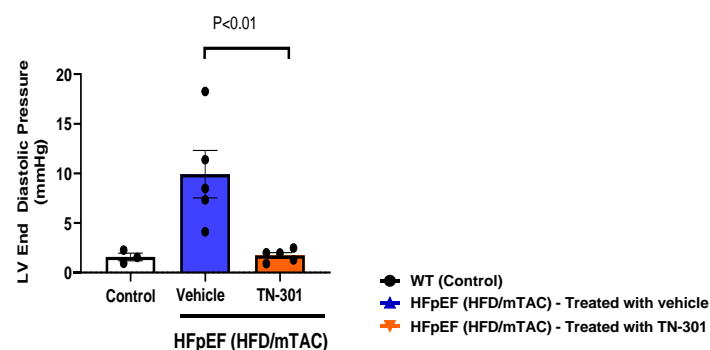 P<0.01
LV End Diastolic Pressure
(mmHg)
20
15
10
5
0
Control Vehicle TN-301
HFpEF (HFD/mTAC)
WT (Control)
HFpEF (HFD/mTAC) - Treated with vehicle
HFpEF (HFD/mTAC) - Treated with TN-301